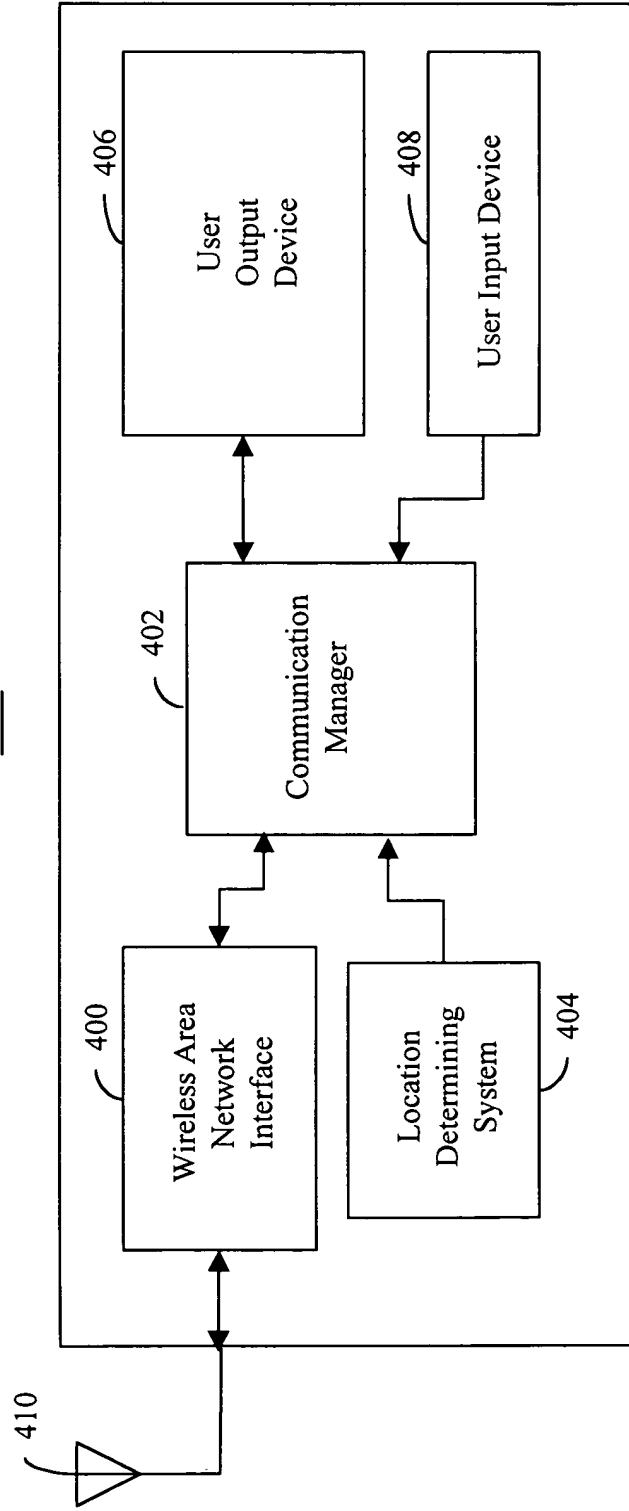 410
400
Wireless Area
Network
Interface
Location
Determining
System
404
402
Communication
Manager
406
User
Output
Device
408
User Input Device